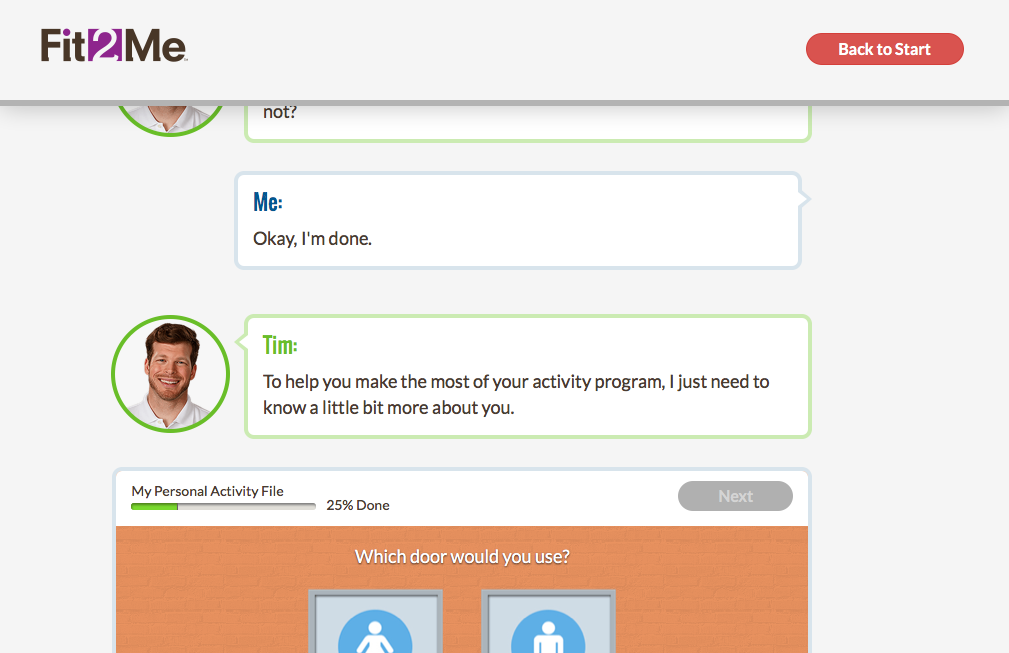 Fit2Me
Back to Start
not?
Me:
Okay, I'm done.
Tim:
To help you make the most of your activity program, I just need to
know a little bit more about you.
My Personal Activity File
25% Done
Next
Which door would you use?